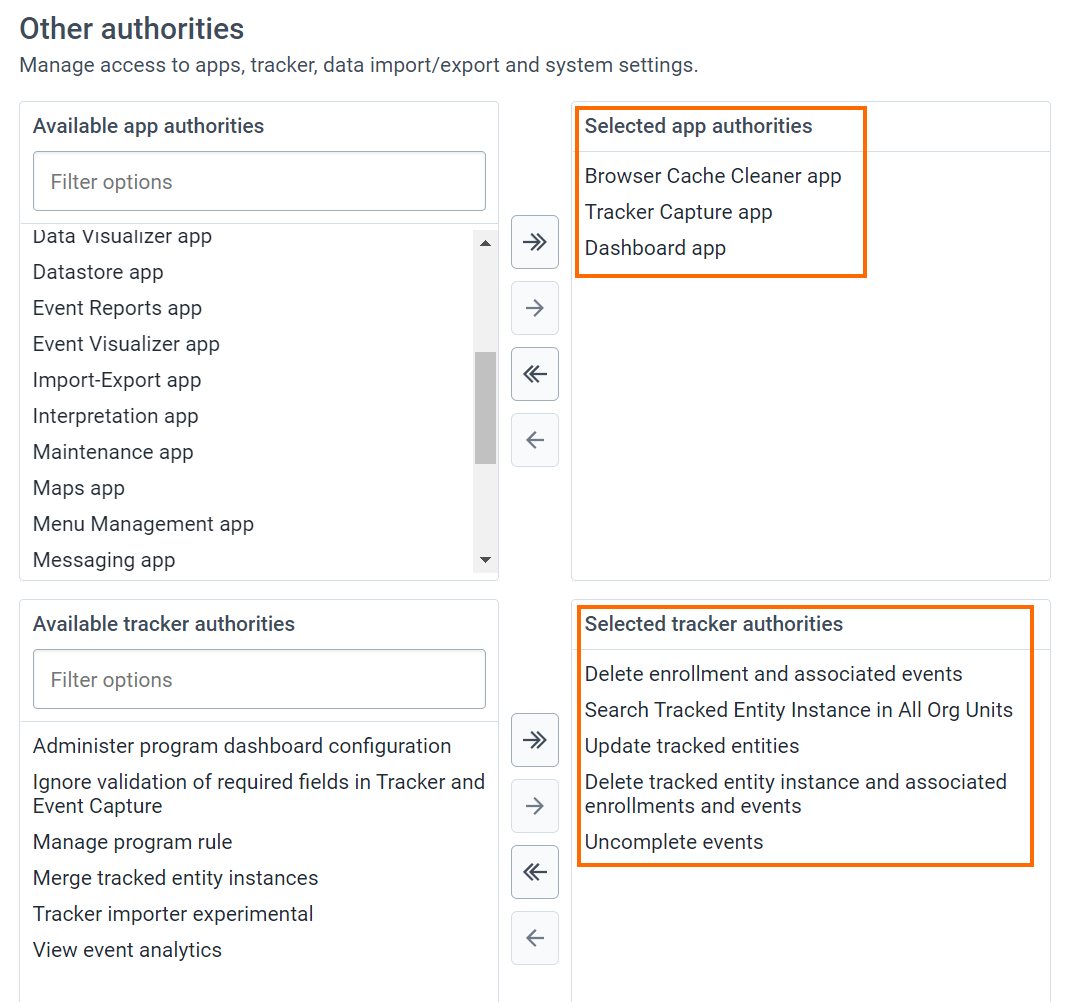 Other authorities
Manage access to apps, tracker, data import/export and system settings.
Available app authorities
Filter options
Data Visualizer app
Datastore app
Event Reports app
Event Visualizer app
Import-Export app
Interpretation app
Maintenance app
Maps app
Menu Management app
Messaging app
Selected app authorities
Browser Cache Cleaner app
Tracker Capture app
Dashboard app
Available tracker authorities
Filter options
Administer program dashboard configuration
Ignore validation of required fields in Tracker and
Event Capture
Manage program rule
Merge tracked entity instances
Tracker importer experimental
View event analytics
Selected tracker authorities
Delete enrollment and associated events
Search Tracked Entity Instance in All Org Units
Update tracked entities
Delete tracked entity instance and associated
enrollments and events
Uncomplete events